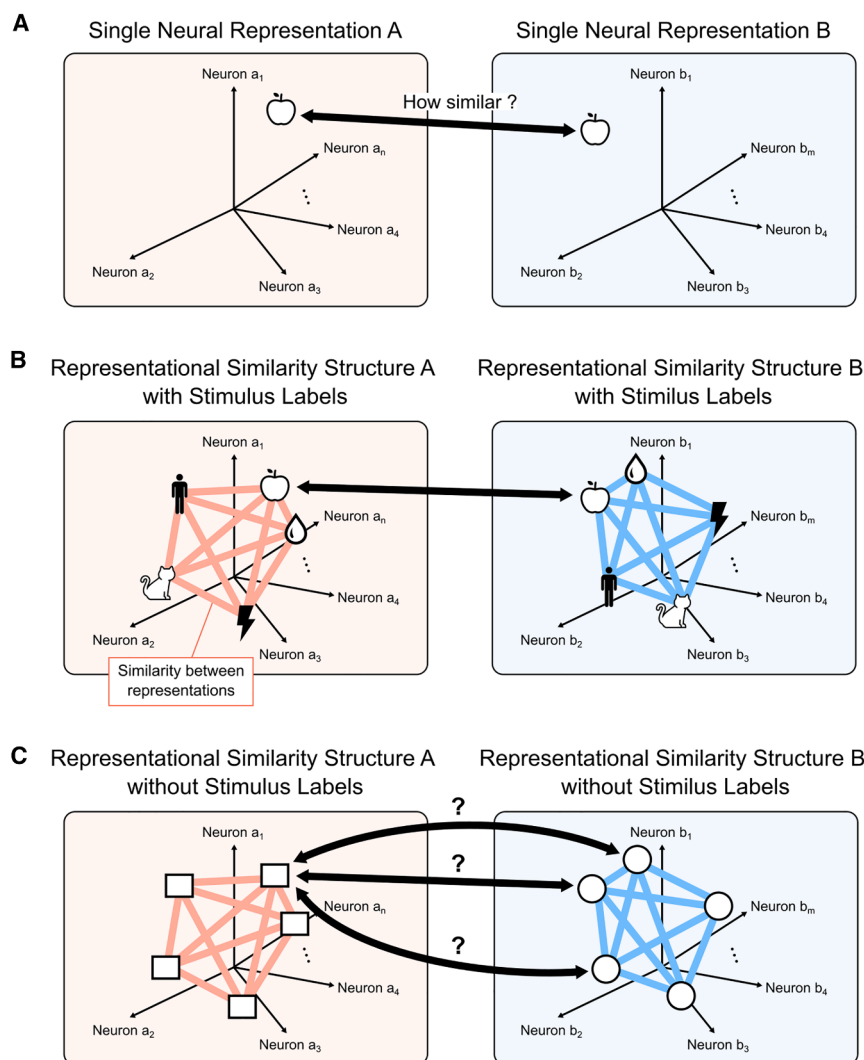 A
Single Neural Representation A
Single Neural Representation B
Neuron a1
Neuron b1
How similar ?
Neuron an
Neuron bm
Neuron a4
Neuron b4
Neuron a2
Neuron b2
Neuron a3
Neuron b3
B
Representational Similarity Structure A
with Stimulus Labels
Representational Similarity Structure B
with Stimilus Labels
Neuron a1
Neuron b1
Neuron an
Neuron bm
Neuron a4
Neuron b4
Neuron a2
Neuron b2
Neuron a3
Neuron b3
Similarity between
representations
C
Representational Similarity Structure A
without Stimulus Labels
Representational Similarity Structure B
without Stimilus Labels
?
Neuron a1
Neuron b1
?
Neuron an
Neuron bm
?
Neuron a4
Neuron b4
Neuron a2
Neuron b2
Neuron a3
Neuron b3